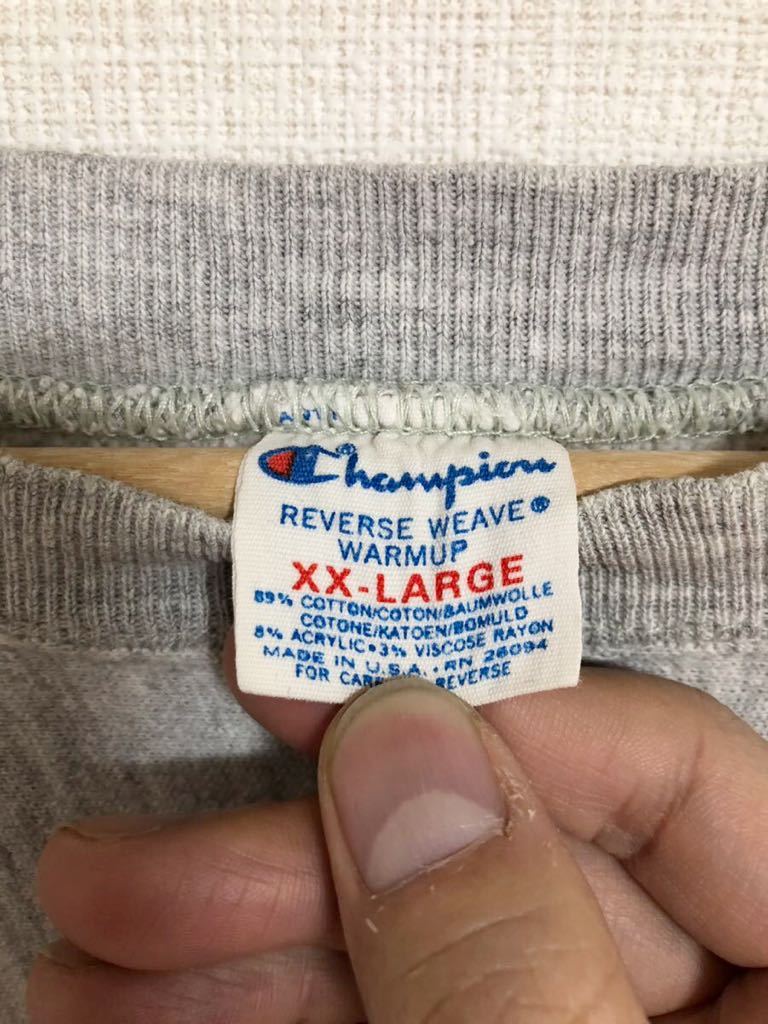 Champion
REVERSE WEAVE®
WARMUP
XX-LARGE
89% COTTON/COTON/BAUMWOLLE
COTONE/KATOEN/BOMULD
8% ACRYLIC•3% VISCOSE RAYON
MADE IN U.S.A.•RN 26094
FOR REVERSE